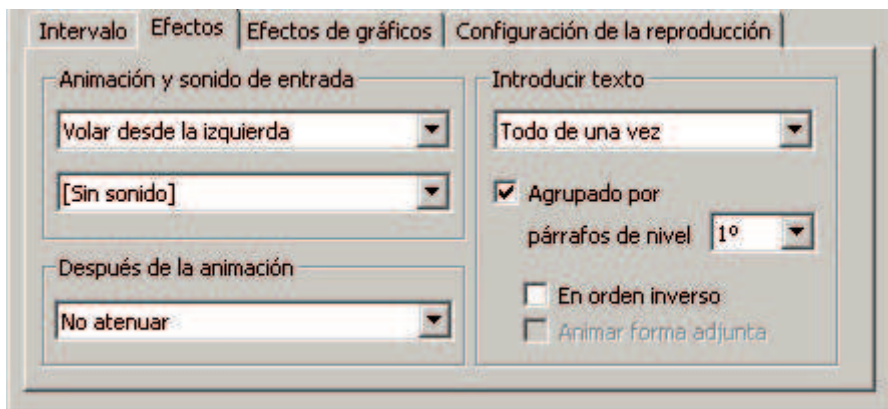 Intervalo Efectos Efectos de gráficos Configuración de la reproducción
Animación y sonido de entrada
Volar desde la izquierda
[Sin sonido]
Después de la animación
No atenuar
Introducir texto
Todo de una vez
Agrupado por
párrafos de nivel 1º
En orden inverso
Animar forma adjunta